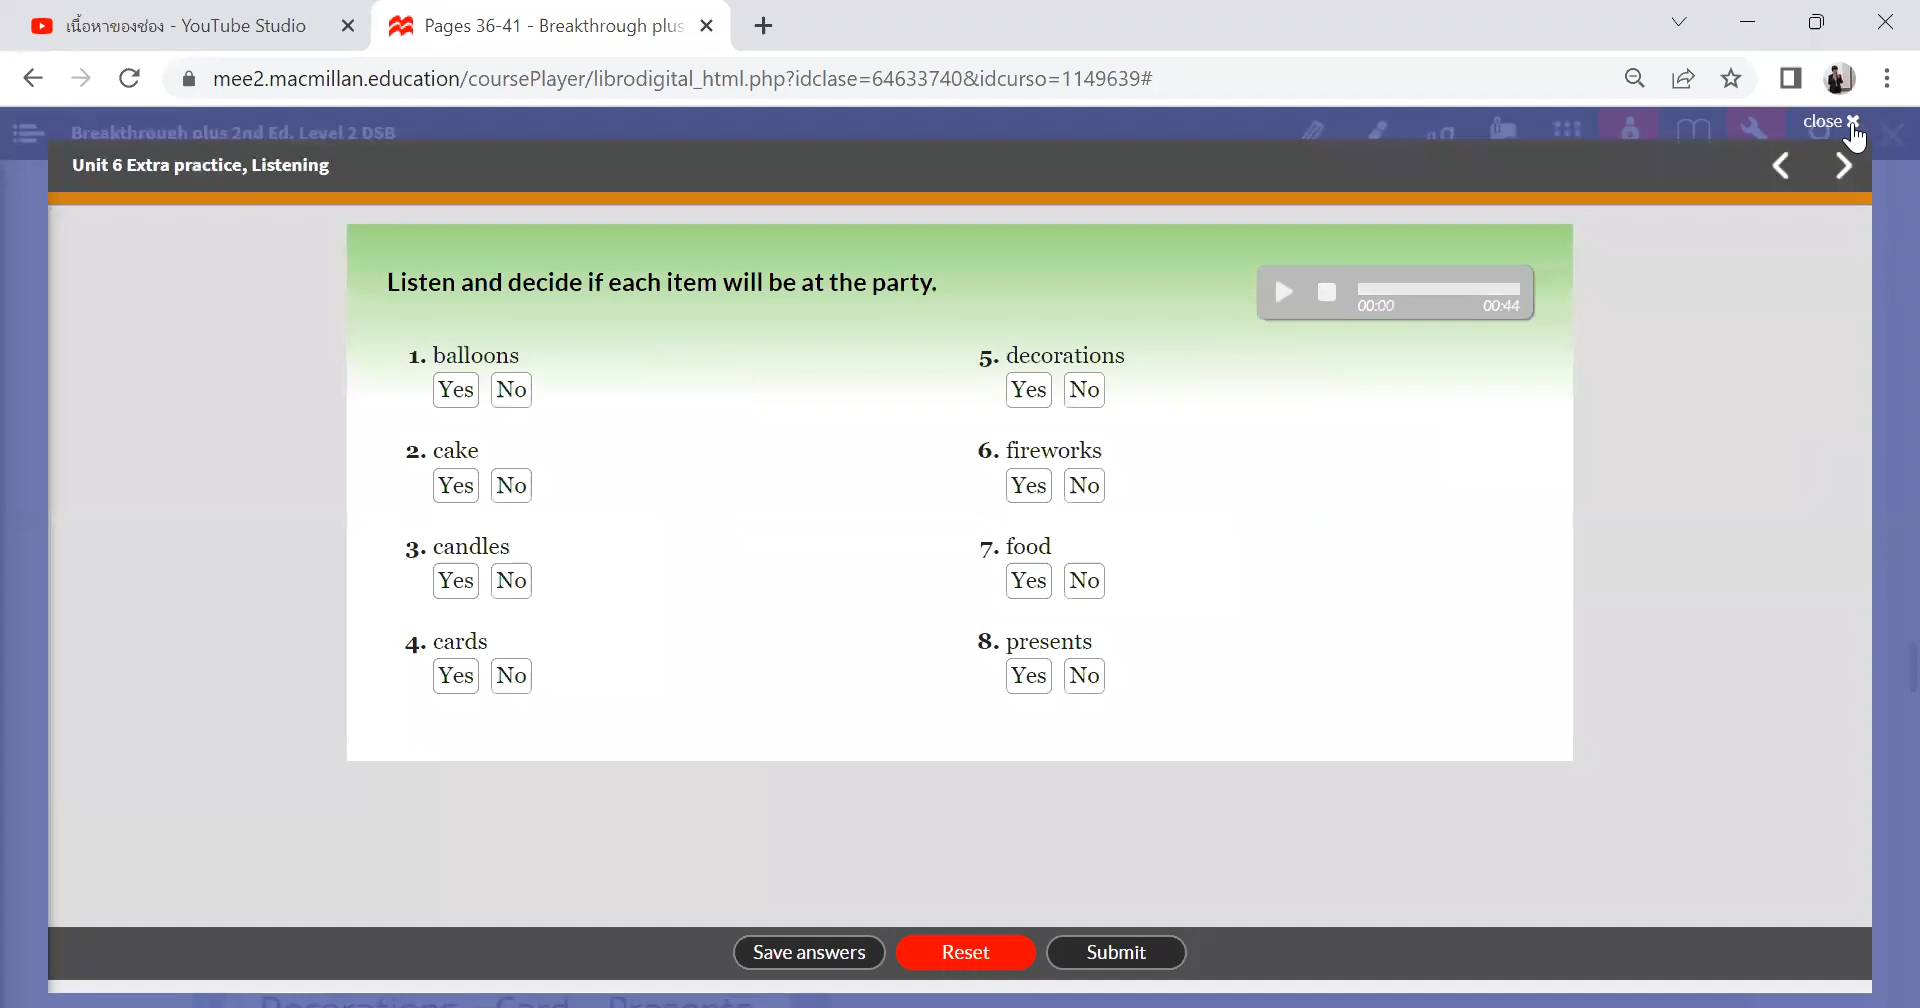 เนื้อหาของช่อง - YouTube Studio
Pages 36-41 - Breakthrough plus
mee2.macmillan.education/coursePlayer/librodigital_html.php?idclase=64633740&idcurso=1149639#
Breakthrough plus 2nd Ed. Level 2 DSB
close
Unit 6 Extra practice, Listening
Listen and decide if each item will be at the party.
00:00 00:44
1. balloons
Yes No
2. cake
Yes No
3. candles
Yes No
4. cards
Yes No
5. decorations
Yes No
6. fireworks
Yes No
7. food
Yes No
8. presents
Yes No
Save answers Reset Submit
Decorations Card Presents